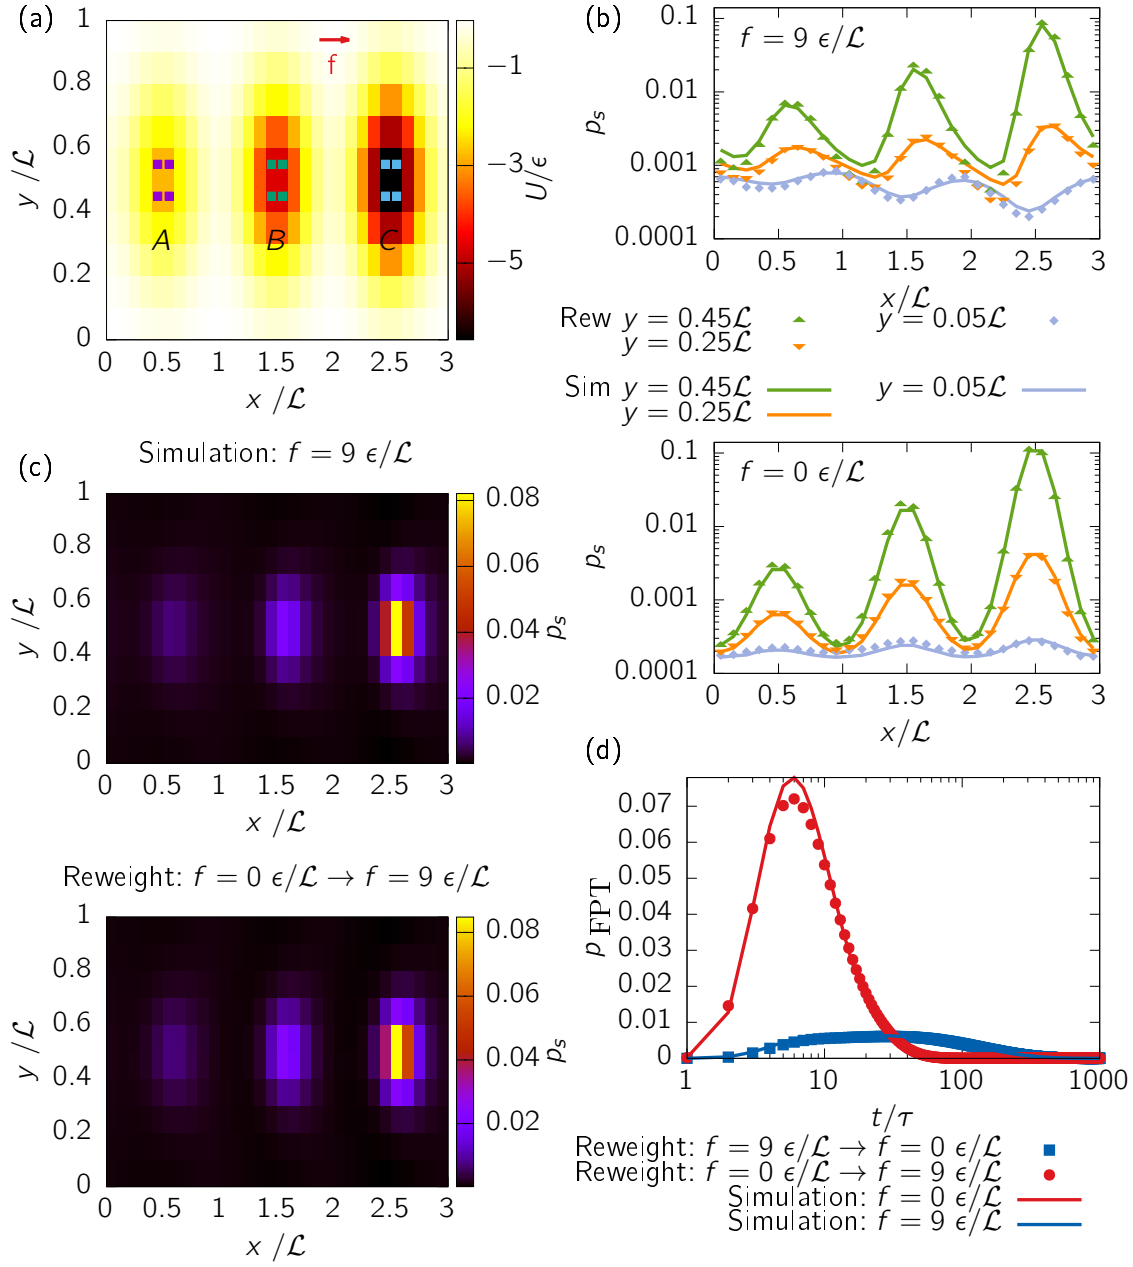 (a)
1
0.8
0.6
0.4
0.2
0
y /ℒ
0 0.5 1 1.5 2 2.5 3
x /ℒ
f
A B C
−1
−3
−5
U/ϵ
(b)
f = 9 ϵ/ℒ
0.1
0.01
0.001
0.0001
p_s
0 0.5 1 1.5 2 2.5 3
x/ℒ
Rew y = 0.45ℒ y = 0.05ℒ
y = 0.25ℒ
Sim y = 0.45ℒ y = 0.05ℒ
y = 0.25ℒ
f = 0 ϵ/ℒ
0.1
0.01
0.001
0.0001
p_s
0 0.5 1 1.5 2 2.5 3
x/ℒ
(c)
Simulation: f = 9 ϵ/ℒ
1
0.8
0.6
0.4
0.2
0
y /ℒ
0 0.5 1 1.5 2 2.5 3
x /ℒ
0.08
0.06
0.04
0.02
p_s
Reweight: f = 0 ϵ/ℒ → f = 9 ϵ/ℒ
1
0.8
0.6
0.4
0.2
0
y /ℒ
0 0.5 1 1.5 2 2.5 3
x /ℒ
0.08
0.06
0.04
0.02
p_s
(d)
0.07
0.06
0.05
0.04
0.03
0.02
0.01
0
p_FPT
1 10 100 1000
t/τ
Reweight: f = 9 ϵ/ℒ → f = 0 ϵ/ℒ
Reweight: f = 0 ϵ/ℒ → f = 9 ϵ/ℒ
Simulation: f = 0 ϵ/ℒ
Simulation: f = 9 ϵ/ℒ